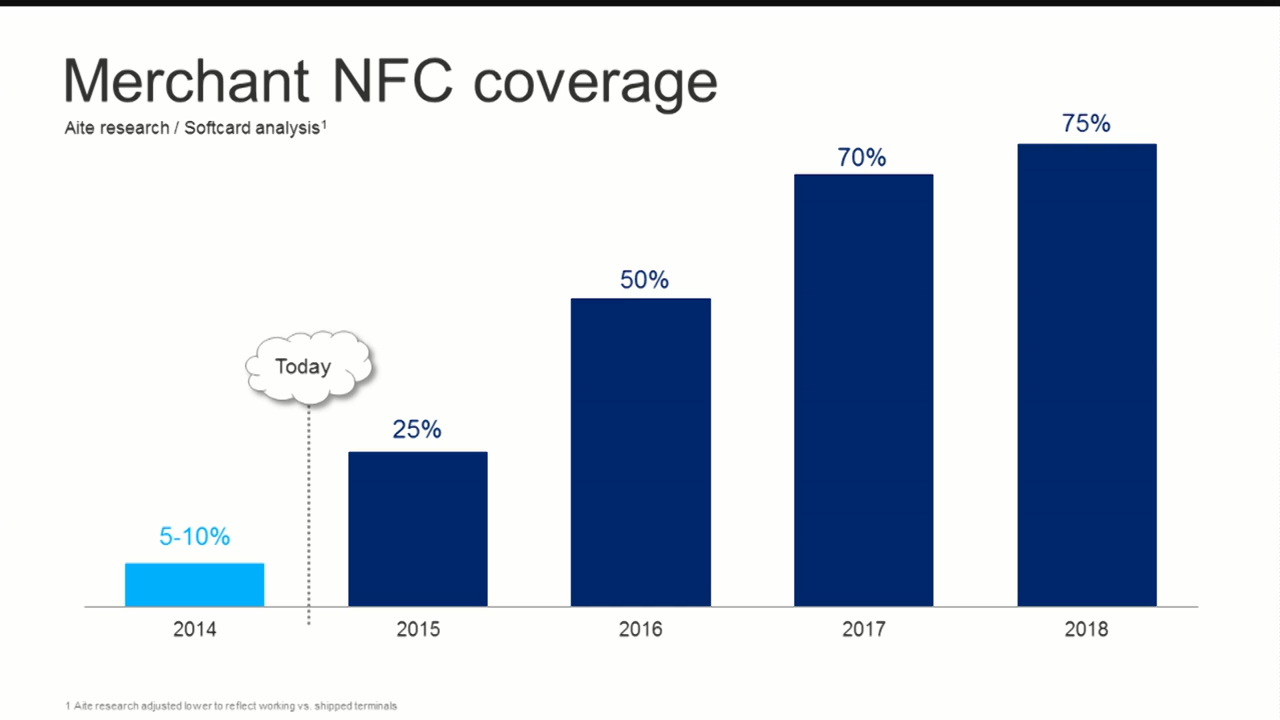 Merchant NFC coverage
Aite research / Softcard analysis¹
75%
70%
50%
Today
25%
5-10%
2014
2015
2016
2017
2018
1 Aite research adjusted lower to reflect working vs. shipped terminals